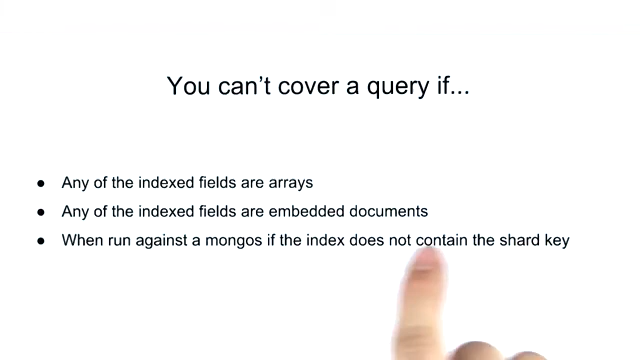 You can't cover a query if...
● Any of the indexed fields are arrays
● Any of the indexed fields are embedded documents
● When run against a mongos if the index does not contain the shard key